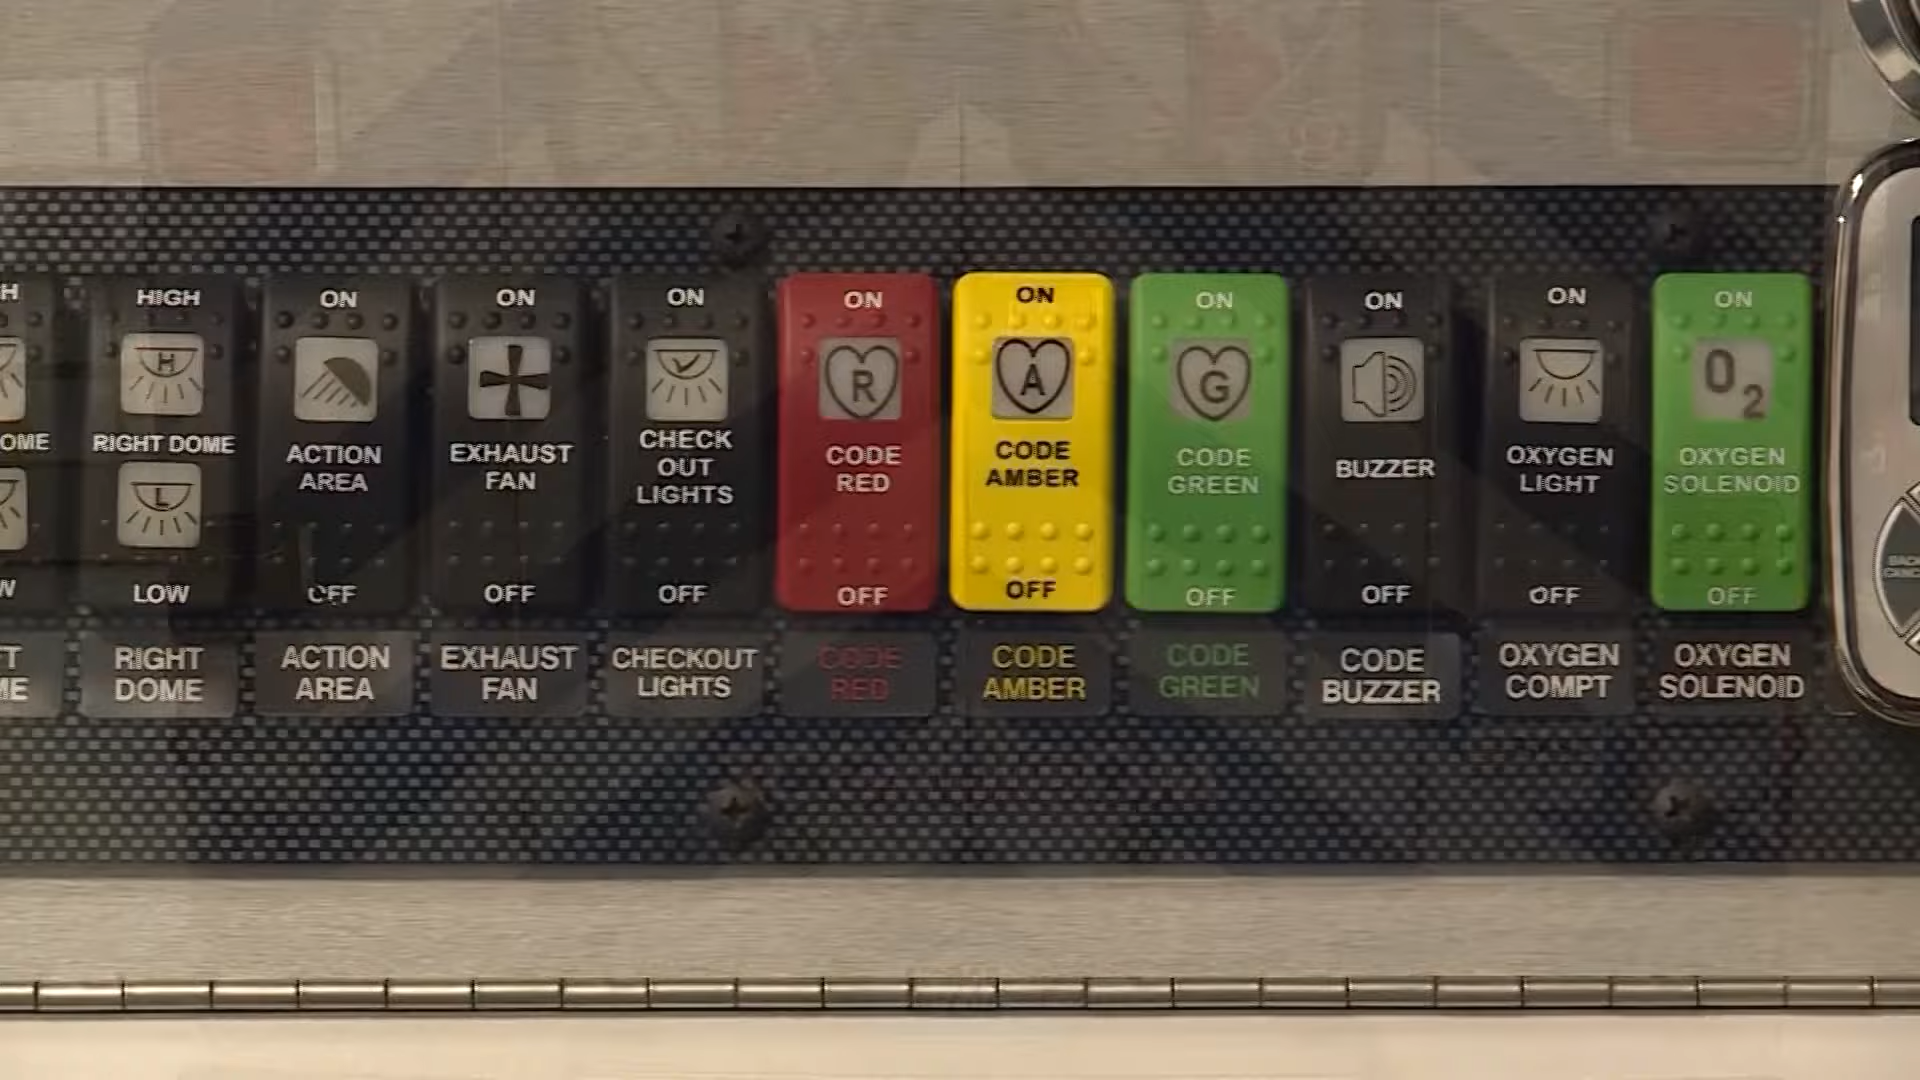 HIGH
H
RIGHT DOME
L
LOW
RIGHT
DOME
ON
ACTION
AREA
OFF
ACTION
AREA
ON
EXHAUST
FAN
OFF
EXHAUST
FAN
ON
CHECK
OUT
LIGHTS
OFF
CHECKOUT
LIGHTS
ON
R
CODE
RED
OFF
CODE
RED
ON
A
CODE
AMBER
OFF
CODE
AMBER
ON
G
CODE
GREEN
OFF
CODE
GREEN
ON
BUZZER
OFF
CODE
BUZZER
ON
OXYGEN
LIGHT
OFF
OXYGEN
COMPT
ON
O2
OXYGEN
SOLENOID
OFF
OXYGEN
SOLENOID